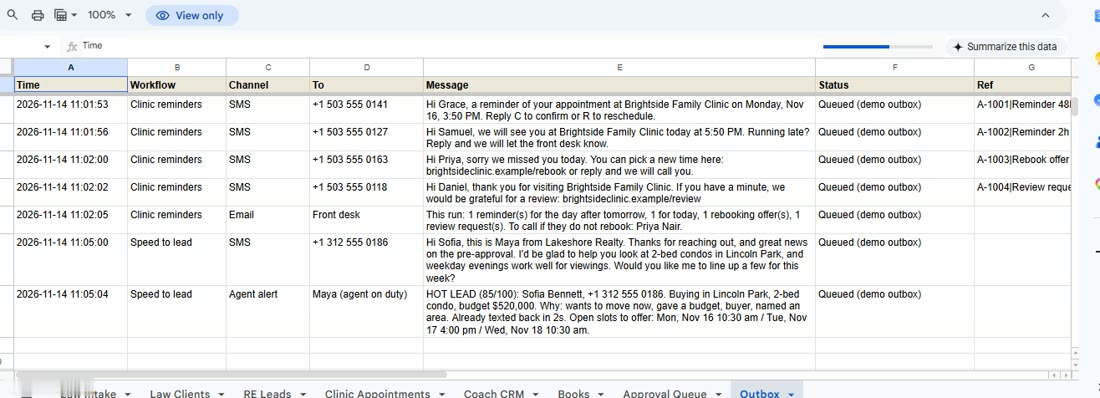 100%
View only
fx Time
Summarize this data
A B C D E F G
Time Workflow Channel To Message Status Ref
2026-11-14 11:01:53 Clinic reminders SMS +1 503 555 0141 Hi Grace, a reminder of your appointment at Brightside Family Clinic on Monday, Nov Queued (demo outbox) A-1001|Reminder 48
16, 3:50 PM. Reply C to confirm or R to reschedule.
2026-11-14 11:01:56 Clinic reminders SMS +1 503 555 0127 Hi Samuel, we will see you at Brightside Family Clinic today at 5:50 PM. Running late? Queued (demo outbox) A-1002|Reminder 2h
Reply and we will let the front desk know.
2026-11-14 11:02:00 Clinic reminders SMS +1 503 555 0163 Hi Priya, sorry we missed you today. You can pick a new time here: Queued (demo outbox) A-1003|Rebook offer
brightsideclinic.example/rebook or reply and we will call you.
2026-11-14 11:02:02 Clinic reminders SMS +1 503 555 0118 Hi Daniel, thank you for visiting Brightside Family Clinic. If you have a minute, we Queued (demo outbox) A-1004|Review reque
would be grateful for a review: brightsideclinic.example/review
2026-11-14 11:02:05 Clinic reminders Email Front desk This run: 1 reminder(s) for the day after tomorrow, 1 for today, 1 rebooking offer(s), 1 Queued (demo outbox)
review request(s). To call if they do not rebook: Priya Nair.
2026-11-14 11:05:00 Speed to lead SMS +1 312 555 0186 Hi Sofia, this is Maya from Lakeshore Realty. Thanks for reaching out, and great news Queued (demo outbox)
on the pre-approval. I'd be glad to help you look at 2-bed condos in Lincoln Park, and
weekday evenings work well for viewings. Would you like me to line up a few for this
week?
2026-11-14 11:05:04 Speed to lead Agent alert Maya (agent on duty) HOT LEAD (85/100): Sofia Bennett, +1 312 555 0186. Buying in Lincoln Park, 2-bed Queued (demo outbox)
condo, budget $520,000. Why: wants to move now, gave a budget, buyer, named an
area. Already texted back in 2s. Open slots to offer: Mon, Nov 16 10:30 am / Tue, Nov
17 4:00 pm / Wed, Nov 18 10:30 am.
Law Clients RE Leads Clinic Appointments Coach CRM Books Approval Queue Outbox